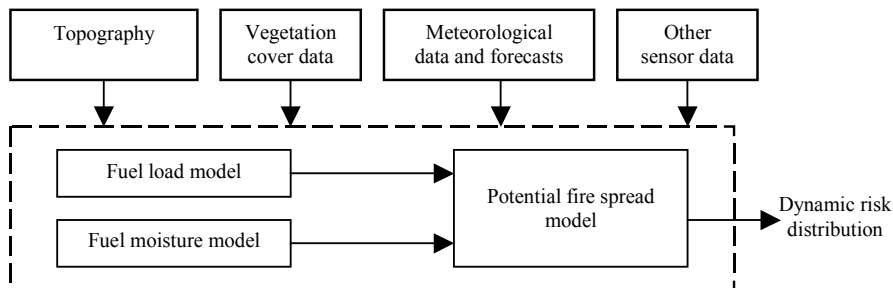 Topography
Vegetation
cover data
Meteorological
data and forecasts
Other
sensor data
Fuel load model
Fuel moisture model
Potential fire spread
model
Dynamic risk
distribution